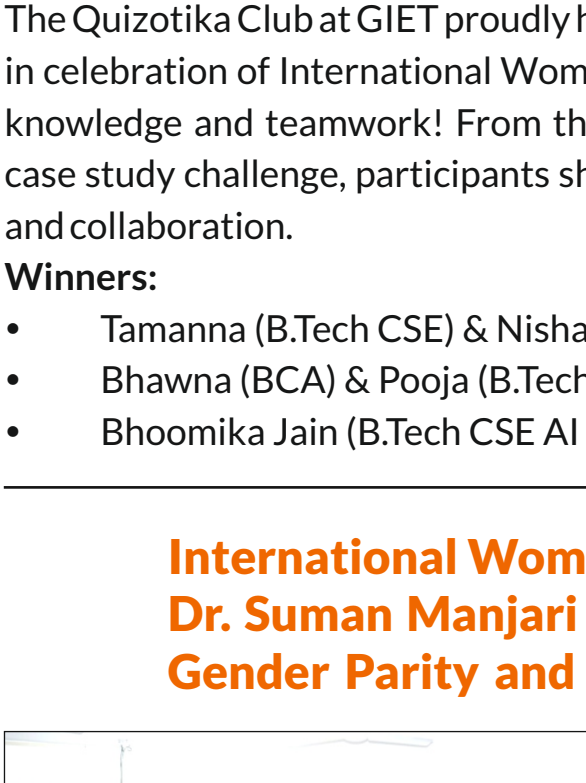 The Quizotika Club at GIET proudly
in celebration of International Wom
knowledge and teamwork! From th
case study challenge, participants sh
and collaboration.
Winners:
• Tamanna (B.Tech CSE) & Nisha
• Bhawna (BCA) & Pooja (B.Tech
• Bhoomika Jain (B.Tech CSE AI
International Wom
Dr. Suman Manjari
Gender Parity and